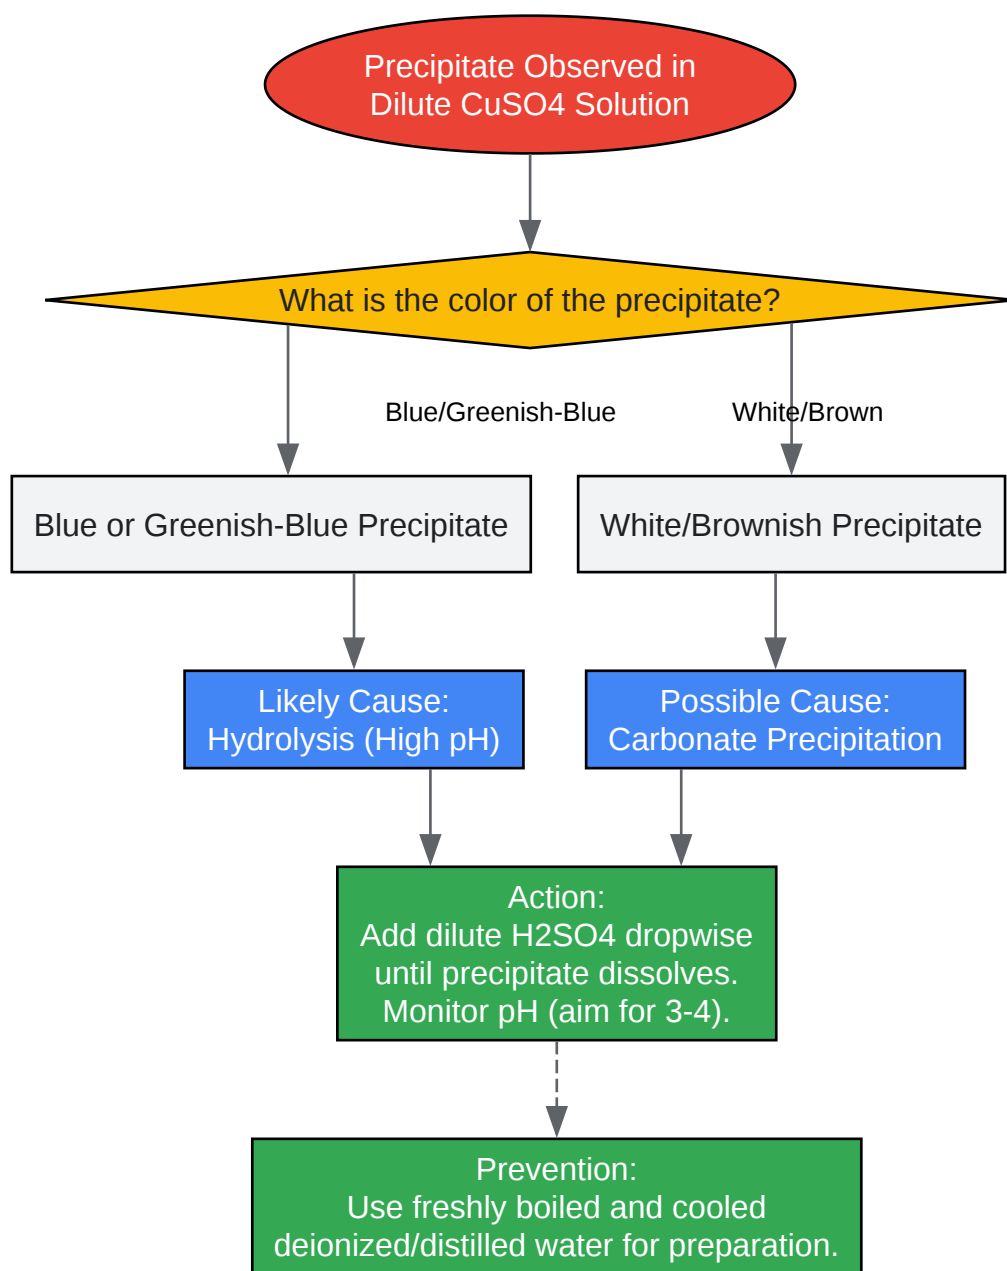 Precipitate Observed in
Dilute CuSO4 Solution
What is the color of the precipitate?
Blue/Greenish-Blue
White/Brown
Blue or Greenish-Blue Precipitate
White/Brownish Precipitate
Likely Cause:
Hydrolysis (High pH)
Possible Cause:
Carbonate Precipitation
Action:
Add dilute H2SO4 dropwise
until precipitate dissolves.
Monitor pH (aim for 3-4).
Prevention:
Use freshly boiled and cooled
deionized/distilled water for preparation.